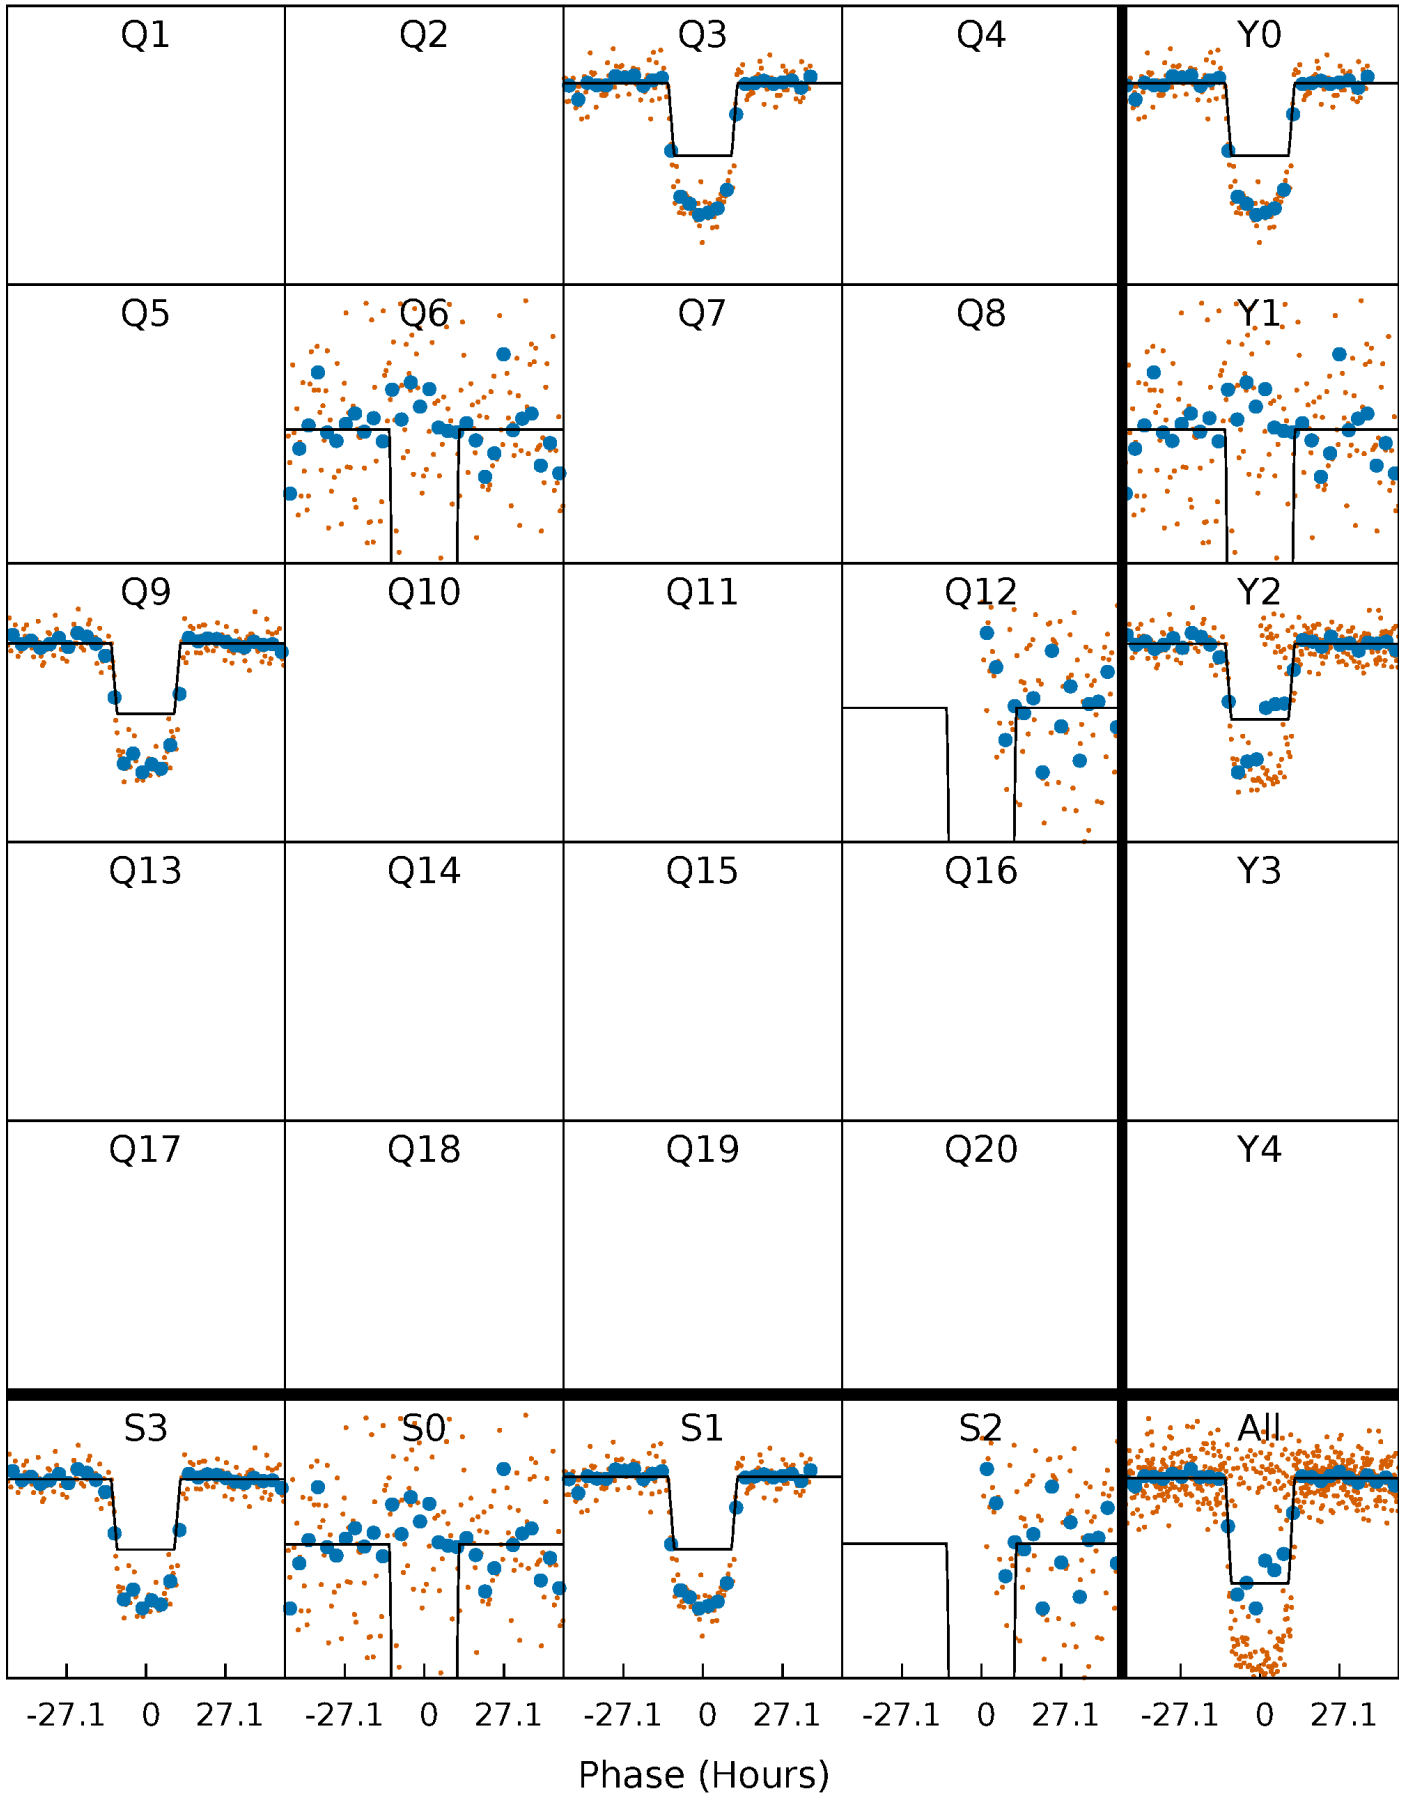 Q1 Q2 Q3 Q4 Y0
Q5 Q6 Q7 Q8 Y1
Q9 Q10 Q11 Q12 Y2
Q13 Q14 Q15 Q16 Y3
Q17 Q18 Q19 Q20 Y4
S3 S0 S1 S2 All
-27.1 0 27.1 -27.1 0 27.1 -27.1 0 27.1 -27.1 0 27.1 -27.1 0 27.1
Phase (Hours)